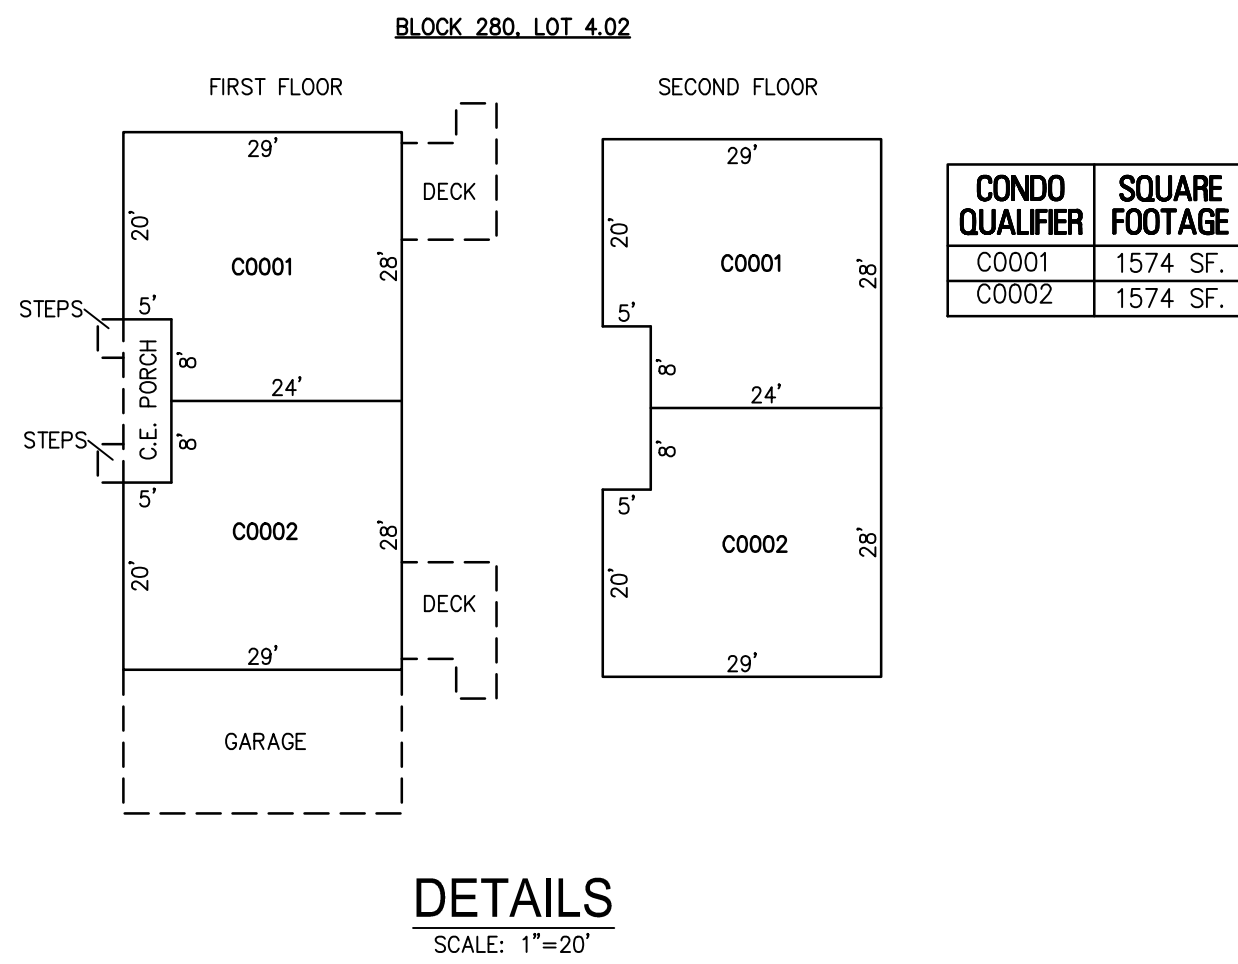 BLOCK 280, LOT 4.02
FIRST FLOOR
29'
20'
C0001
28'
DECK
STEPS
5'
8'
C.E. PORCH
24'
STEPS
8'
5'
C0002
28'
20'
DECK
29'
GARAGE
SECOND FLOOR
29'
20'
C0001
28'
5'
8'
24'
8'
5'
C0002
28'
20'
29'
CONDO QUALIFIER SQUARE FOOTAGE
C0001 1574 SF.
C0002 1574 SF.
DETAILS
SCALE: 1"=20'